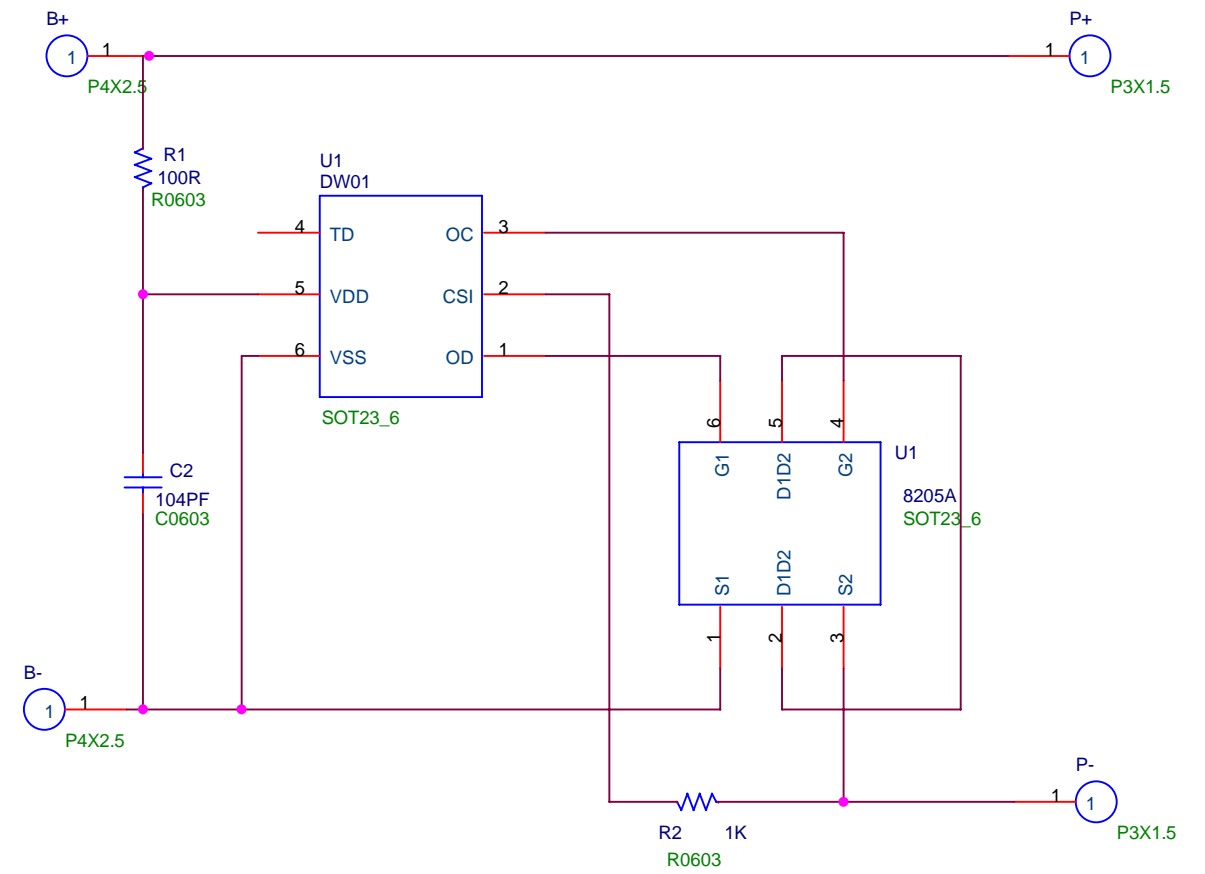 B+
1
1
P4X2.5
P+
1
1
P3X1.5
R1
100R
R0603
U1
DW01
4
TD
OC
3
5
VDD
CSI
2
6
VSS
OD
1
SOT23_6
6
5
4
G1
D1D2
G2
U1
8205A
SOT23_6
S1
D1D2
S2
1
2
3
C2
104PF
C0603
B-
1
1
P4X2.5
P-
1
1
P3X1.5
R2
1K
R0603